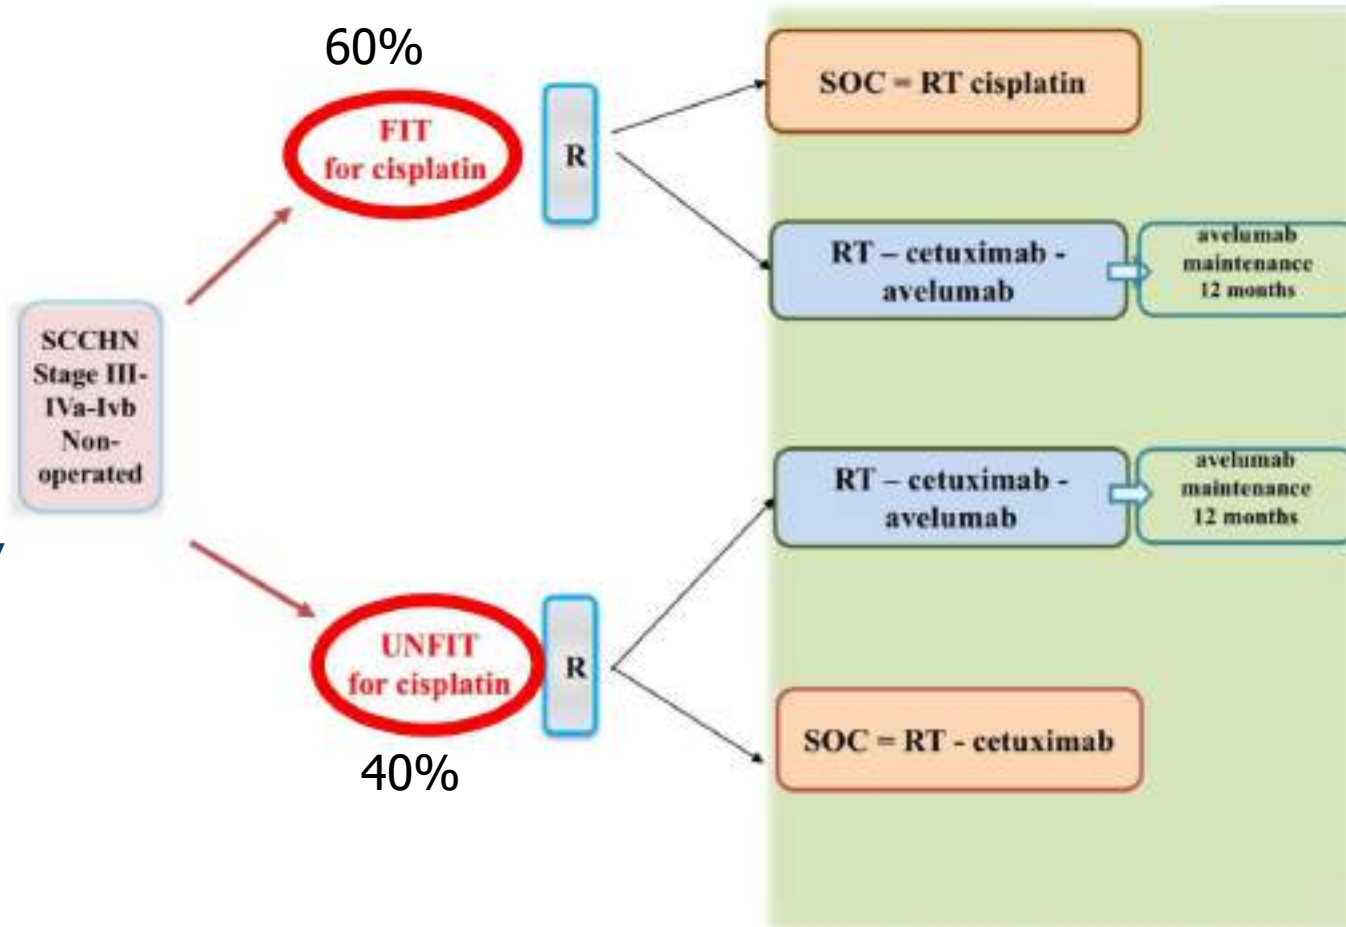 60%
FIT
for cisplatin
R
SOC = RT cisplatin
RT – cetuximab -
avelumab
avelumab
maintenance
12 months
SCCHN
Stage III-
IVa-Ivb
Non-
operated
RT – cetuximab -
avelumab
avelumab
maintenance
12 months
UNFIT
for cisplatin
R
SOC = RT - cetuximab
40%